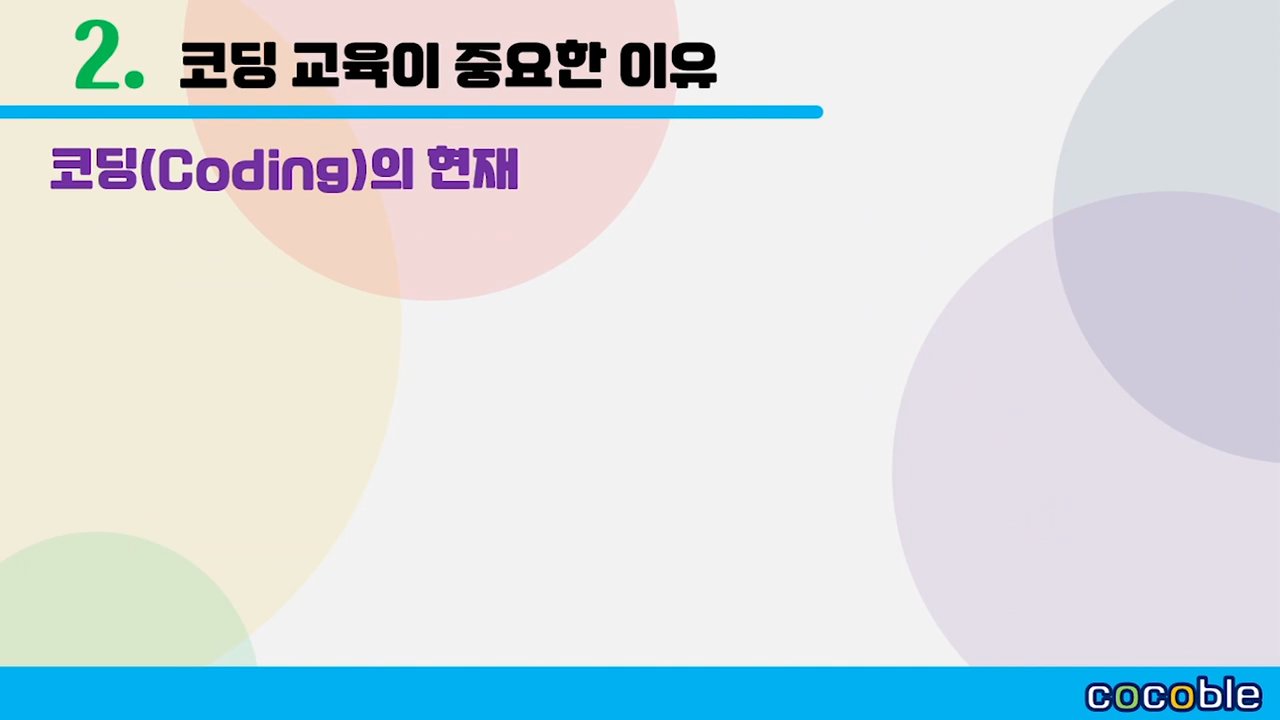 2. 코딩 교육이 중요한 이유
코딩(Coding)의 현재
cocoble